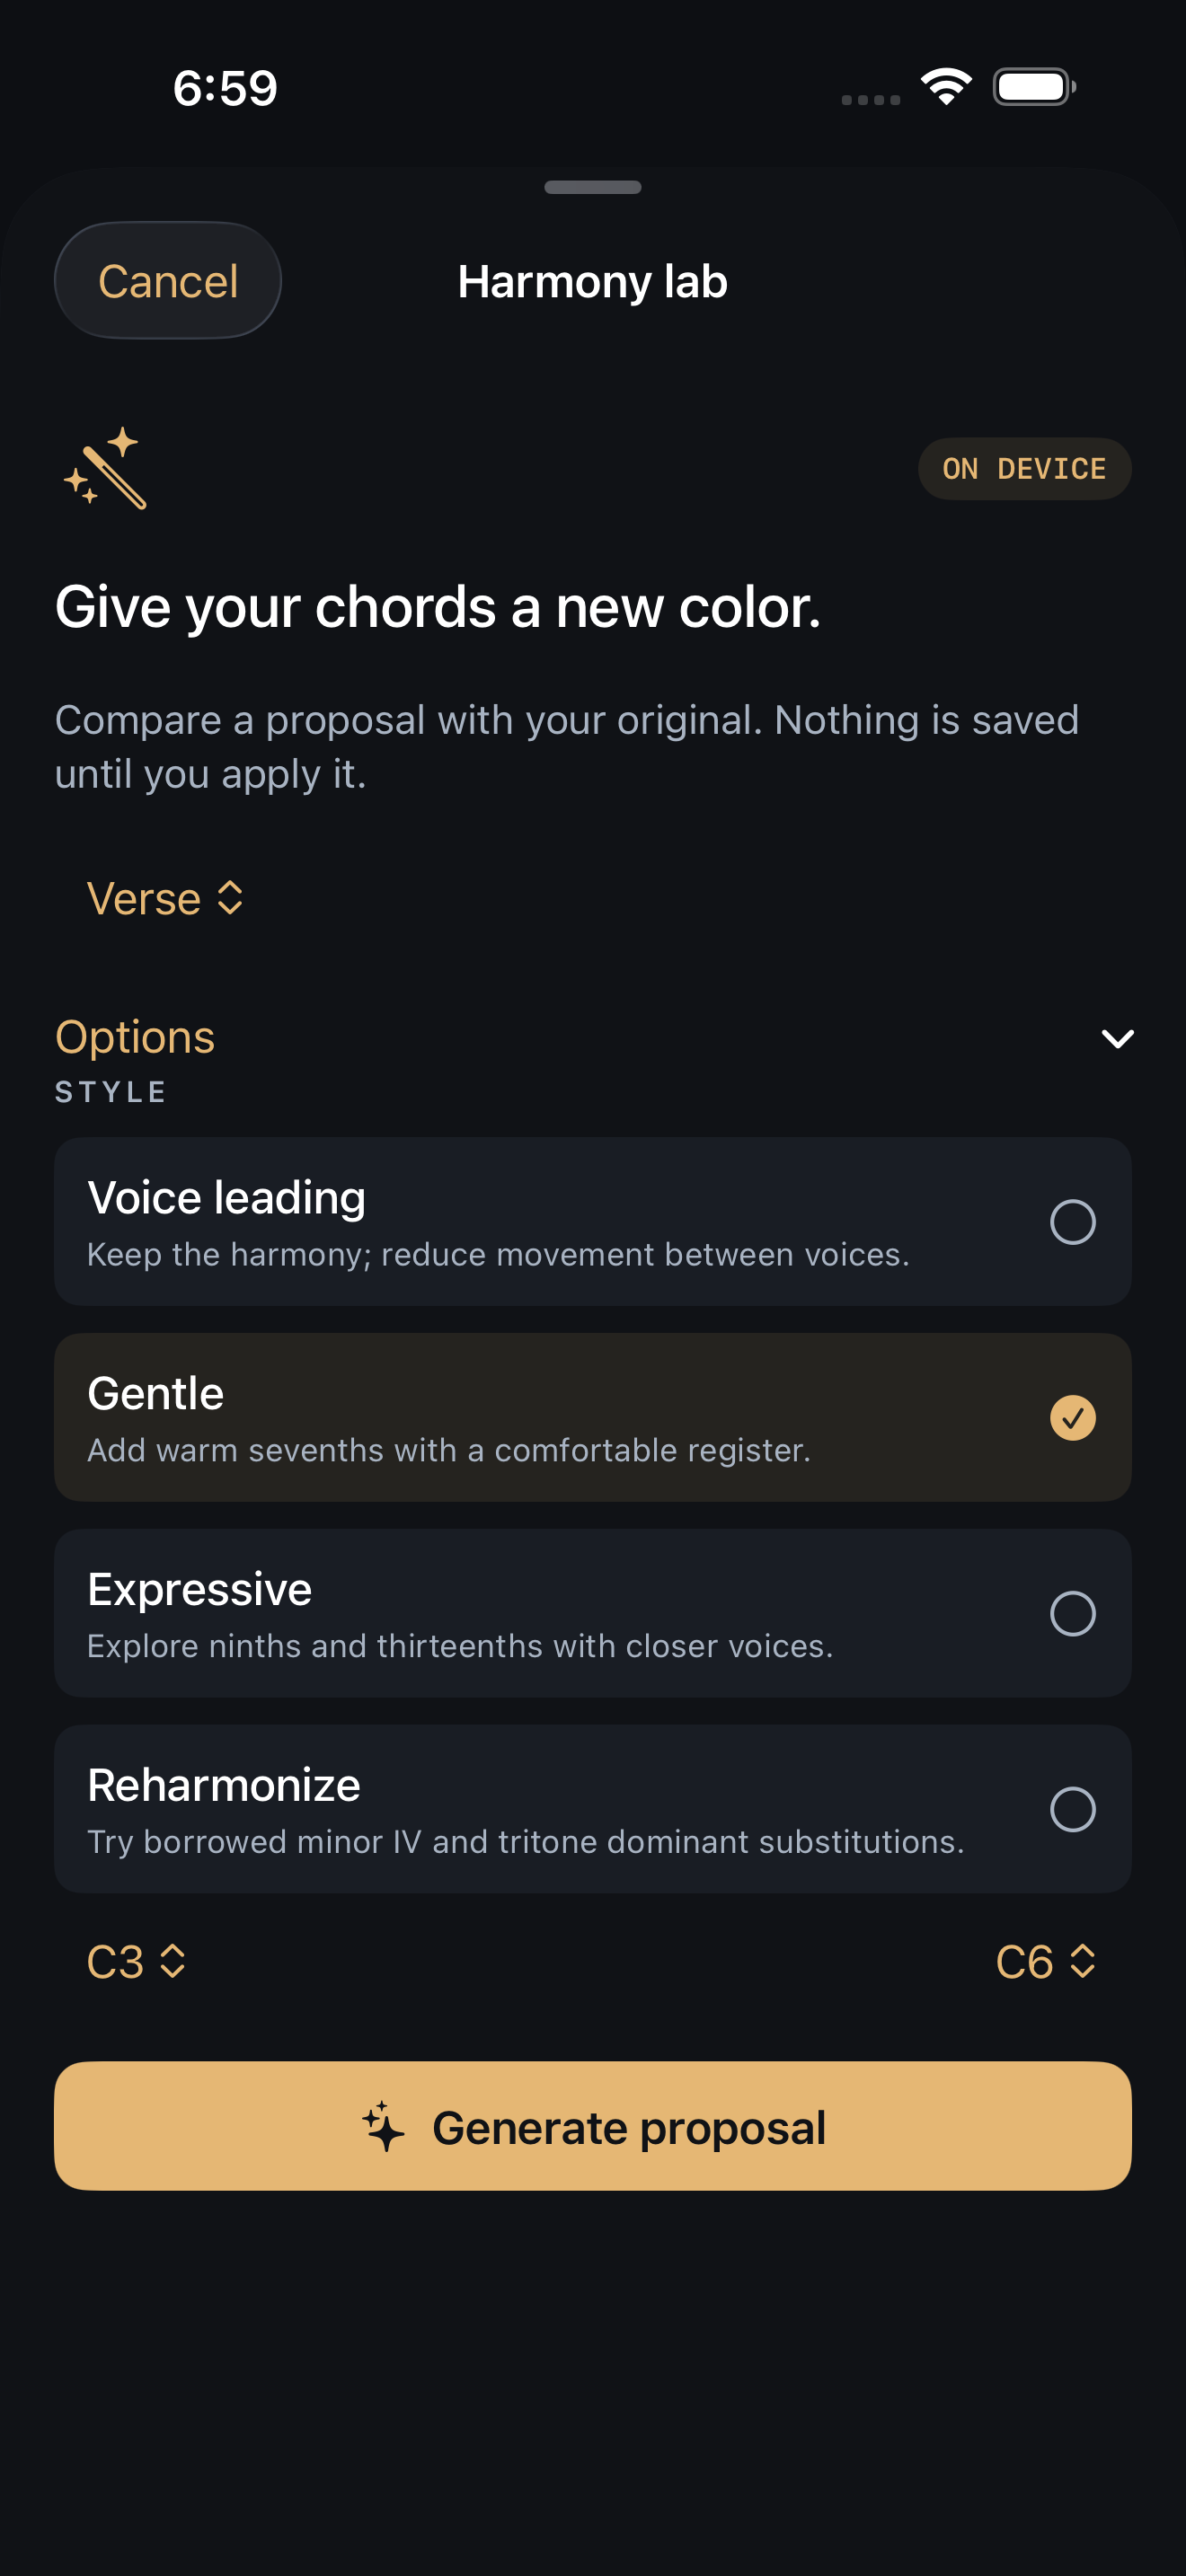 6:59
Cancel
Harmony lab
ON DEVICE
Give your chords a new color.
Compare a proposal with your original. Nothing is saved
until you apply it.
Verse
Options
STYLE
Voice leading
Keep the harmony; reduce movement between voices.
Gentle
Add warm sevenths with a comfortable register.
Expressive
Explore ninths and thirteenths with closer voices.
Reharmonize
Try borrowed minor IV and tritone dominant substitutions.
C3
C6
Generate proposal